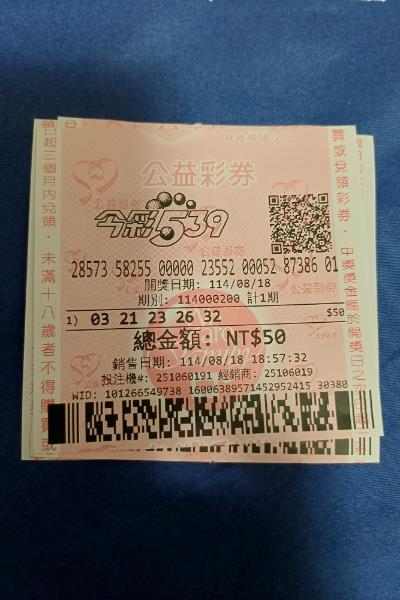 公益彩券
今彩539
28573 58255 00000 23552 00052 87386 01
開獎日期: 114/08/18
期別: 114000200 計1期
1) 03 21 23 26 32 $50
總金額: NT$50
銷售日期: 114/08/18 18:57:32
投注機#: 251060191 經銷商: 25106019
WID: 101266549738 16006389571452952415 30380
日起三個月內兌領，未滿十八歲者不得購買或
買或兌領彩券。中獎獎金應於開獎日之